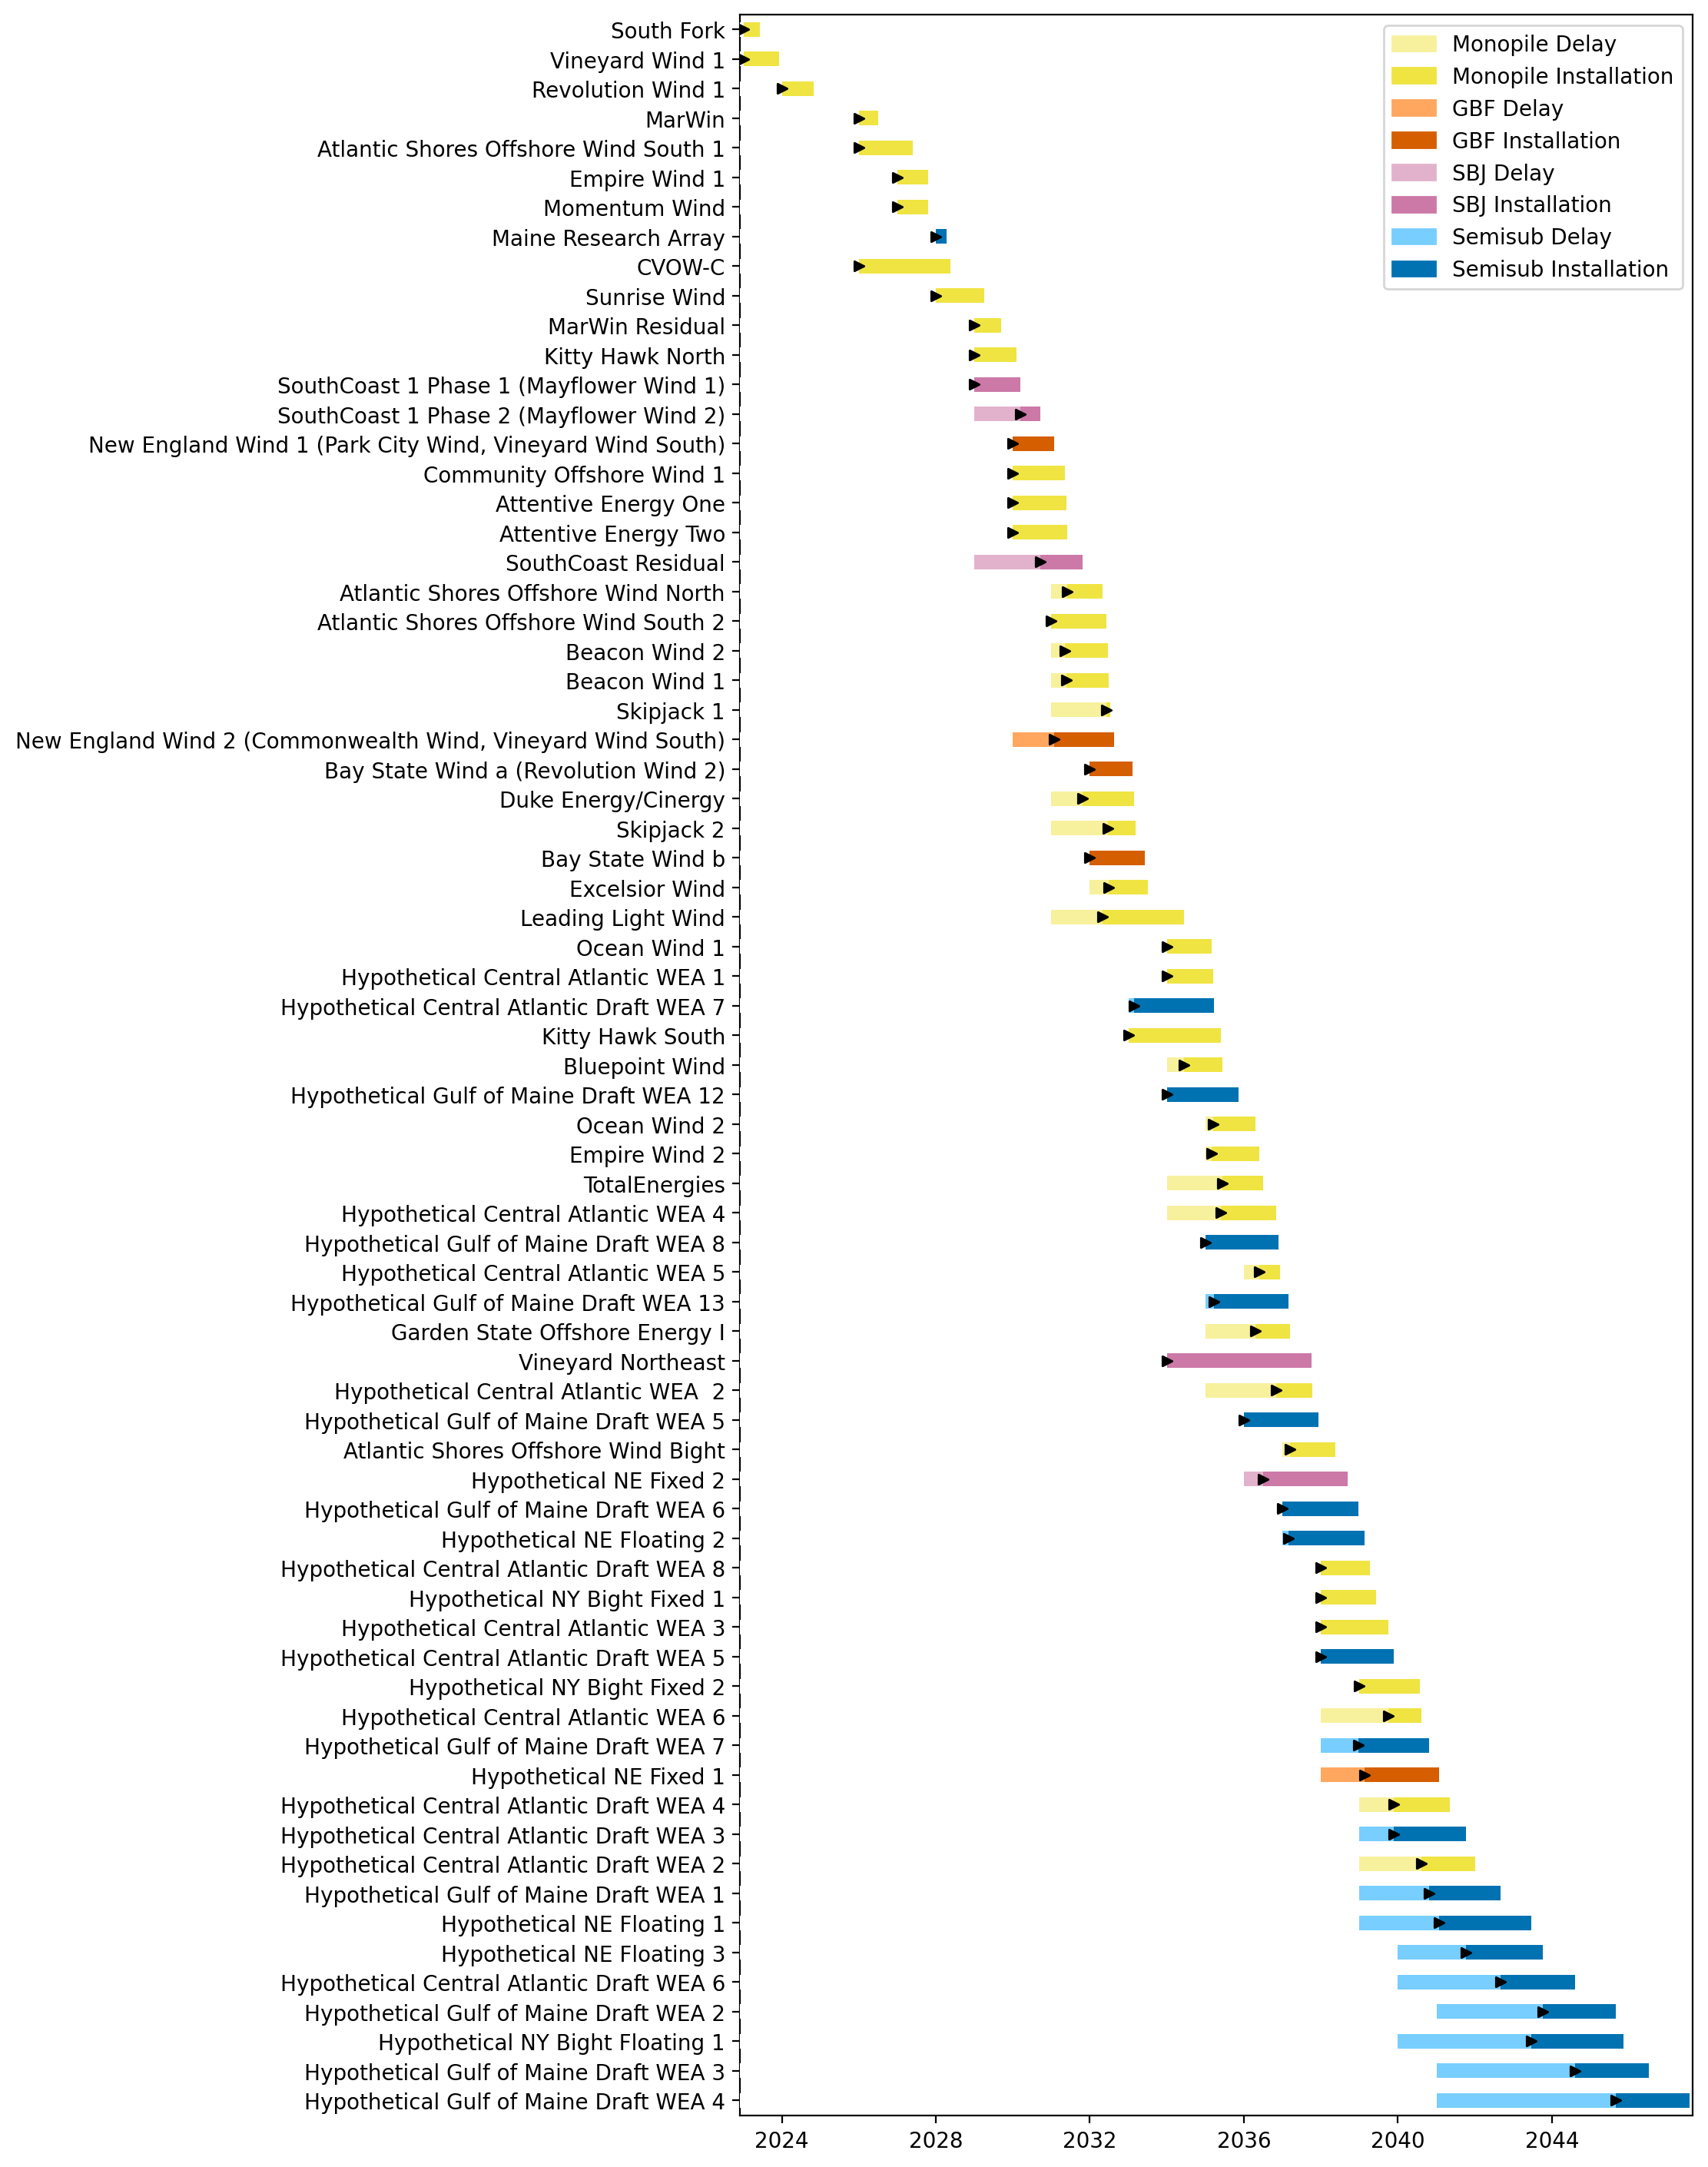 South Fork
Vineyard Wind 1
Revolution Wind 1
MarWin
Atlantic Shores Offshore Wind South 1
Empire Wind 1
Momentum Wind
Maine Research Array
CVOW-C
Sunrise Wind
MarWin Residual
Kitty Hawk North
SouthCoast 1 Phase 1 (Mayflower Wind 1)
SouthCoast 1 Phase 2 (Mayflower Wind 2)
New England Wind 1 (Park City Wind, Vineyard Wind South)
Community Offshore Wind 1
Attentive Energy One
Attentive Energy Two
SouthCoast Residual
Atlantic Shores Offshore Wind North
Atlantic Shores Offshore Wind South 2
Beacon Wind 2
Beacon Wind 1
Skipjack 1
New England Wind 2 (Commonwealth Wind, Vineyard Wind South)
Bay State Wind a (Revolution Wind 2)
Duke Energy/Cinergy
Skipjack 2
Bay State Wind b
Excelsior Wind
Leading Light Wind
Ocean Wind 1
Hypothetical Central Atlantic WEA 1
Hypothetical Central Atlantic Draft WEA 7
Kitty Hawk South
Bluepoint Wind
Hypothetical Gulf of Maine Draft WEA 12
Ocean Wind 2
Empire Wind 2
TotalEnergies
Hypothetical Central Atlantic WEA 4
Hypothetical Gulf of Maine Draft WEA 8
Hypothetical Central Atlantic WEA 5
Hypothetical Gulf of Maine Draft WEA 13
Garden State Offshore Energy I
Vineyard Northeast
Hypothetical Central Atlantic WEA  2
Hypothetical Gulf of Maine Draft WEA 5
Atlantic Shores Offshore Wind Bight
Hypothetical NE Fixed 2
Hypothetical Gulf of Maine Draft WEA 6
Hypothetical NE Floating 2
Hypothetical Central Atlantic Draft WEA 8
Hypothetical NY Bight Fixed 1
Hypothetical Central Atlantic WEA 3
Hypothetical Central Atlantic Draft WEA 5
Hypothetical NY Bight Fixed 2
Hypothetical Central Atlantic WEA 6
Hypothetical Gulf of Maine Draft WEA 7
Hypothetical NE Fixed 1
Hypothetical Central Atlantic Draft WEA 4
Hypothetical Central Atlantic Draft WEA 3
Hypothetical Central Atlantic Draft WEA 2
Hypothetical Gulf of Maine Draft WEA 1
Hypothetical NE Floating 1
Hypothetical NE Floating 3
Hypothetical Central Atlantic Draft WEA 6
Hypothetical Gulf of Maine Draft WEA 2
Hypothetical NY Bight Floating 1
Hypothetical Gulf of Maine Draft WEA 3
Hypothetical Gulf of Maine Draft WEA 4
Monopile Delay
Monopile Installation
GBF Delay
GBF Installation
SBJ Delay
SBJ Installation
Semisub Delay
Semisub Installation
2024 2028 2032 2036 2040 2044